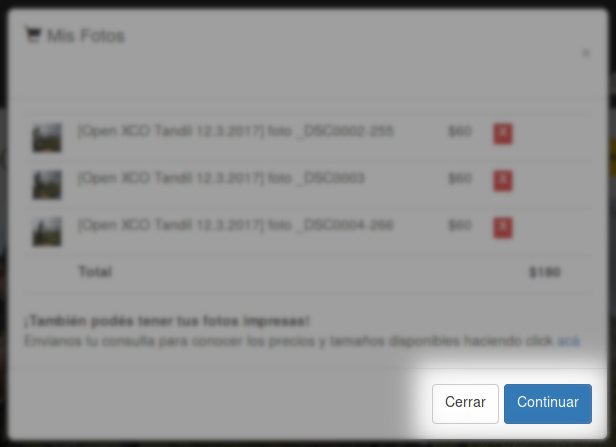 Mis Fotos
×
[Open XCO Tandil 12.3.2017] foto _DSC0002-255 $60 X
[Open XCO Tandil 12.3.2017] foto _DSC0003 $60 X
[Open XCO Tandil 12.3.2017] foto _DSC0004-266 $60 X
Total $180
¡También podés tener tus fotos impresas!
Envianos tu consulta para conocer los precios y tamaños disponibles haciendo click acá
Cerrar Continuar